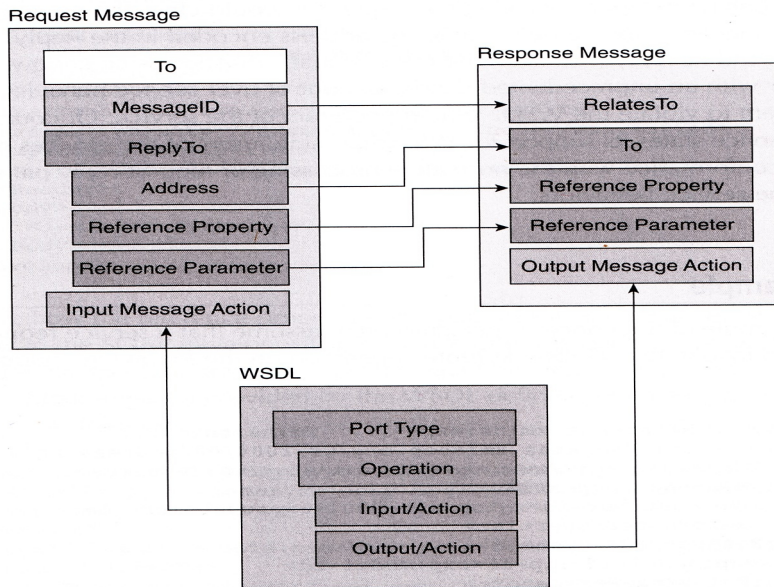 Request Message
To
MessageID
ReplyTo
Address
Reference Property
Reference Parameter
Input Message Action
Response Message
RelatesTo
To
Reference Property
Reference Parameter
Output Message Action
WSDL
Port Type
Operation
Input/Action
Output/Action